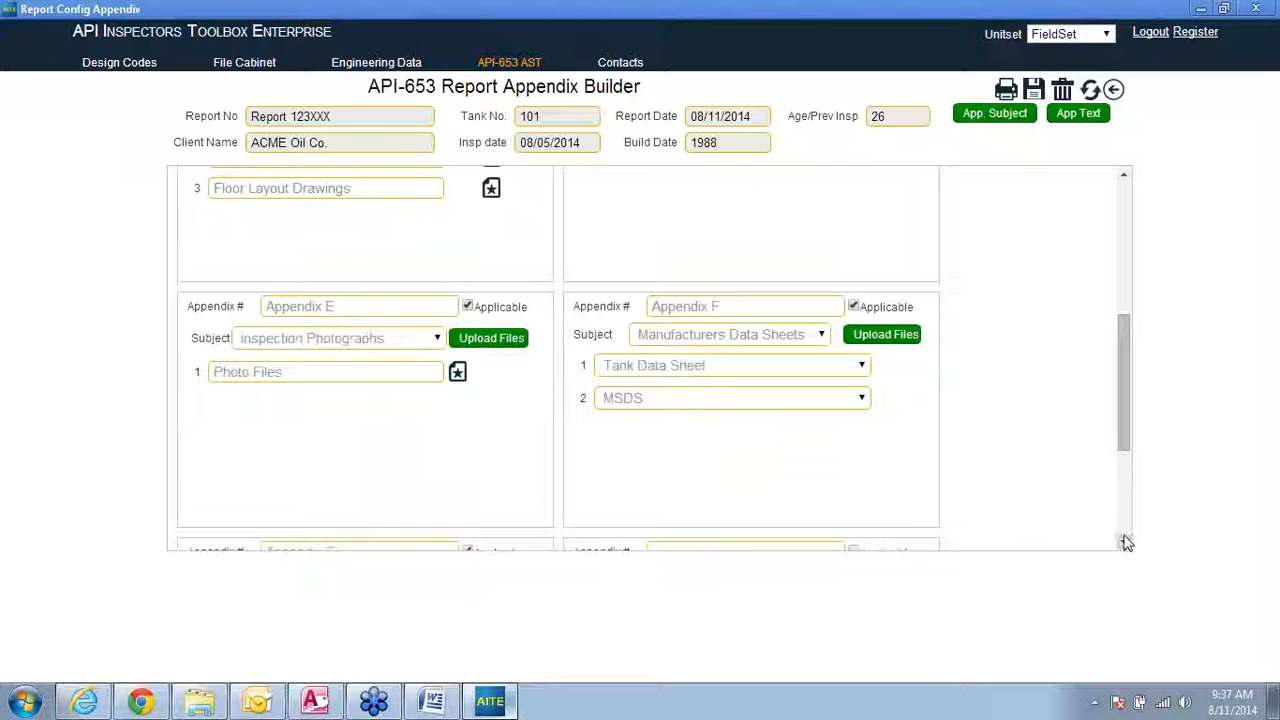 Report Config Appendix
API INSPECTORS TOOLBOX ENTERPRISE
Unitset FieldSet Logout Register
Design Codes File Cabinet Engineering Data API-653 AST Contacts
API-653 Report Appendix Builder
Report No Report 123XXX Tank No. 101 Report Date 08/11/2014 Age/Prev Insp 26 App. Subject App Text
Client Name ACME Oil Co. Insp date 08/05/2014 Build Date 1988
3 Floor Layout Drawings
Appendix # Appendix E Applicable Appendix # Appendix F Applicable
Subject Inspection Photographs Upload Files Subject Manufacturers Data Sheets Upload Files
1 Photo Files 1 Tank Data Sheet
2 MSDS
AITE
9:37 AM
8/11/2014